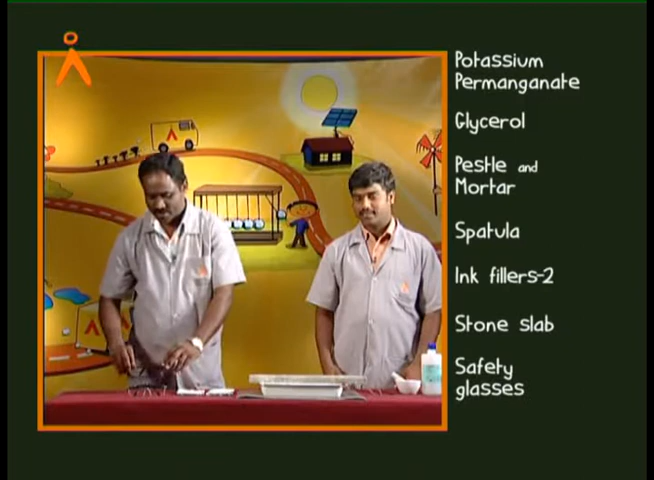 Potassium
Permanganate
Glycerol
Pestle and
Mortar
Spatula
Ink fillers-2
Stone slab
Safety
glasses